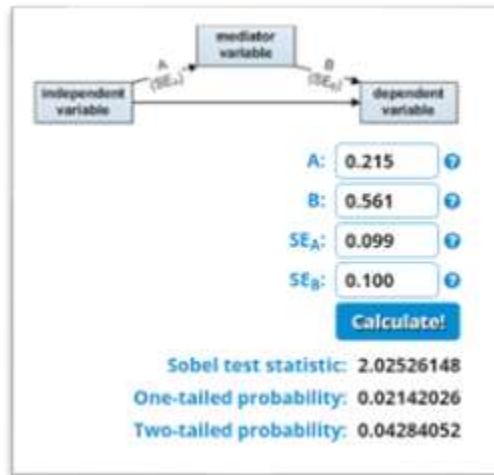 mediator
variable
A
(SEA)
B
(SEB)
independent
variable
dependent
variable
A: 0.215
B: 0.561
SEA: 0.099
SEB: 0.100
Calculate!
Sobel test statistic: 2.02526148
One-tailed probability: 0.02142026
Two-tailed probability: 0.04284052